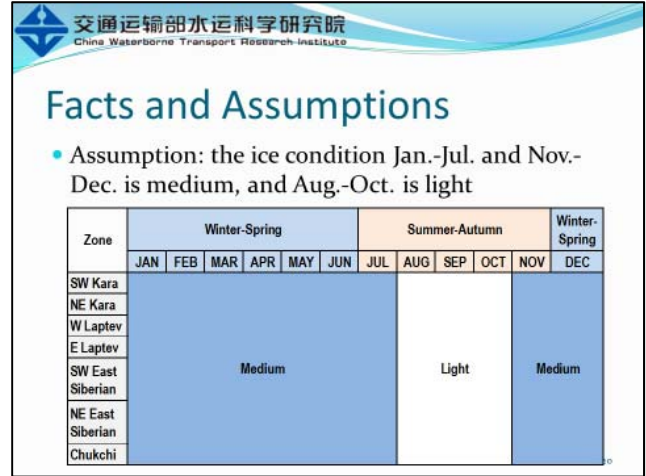 交通运输部水运科学研究院
China Waterborne Transport Research Institute
Facts and Assumptions
Assumption: the ice condition Jan.-Jul. and Nov.-
Dec. is medium, and Aug.-Oct. is light
Zone Winter-Spring Summer-Autumn Winter-
Spring
JAN FEB MAR APR MAY JUN JUL AUG SEP OCT NOV DEC
SW Kara
NE Kara
W Laptev
E Laptev
SW East
Siberian
Medium Light Medium
NE East
Siberian
Chukchi